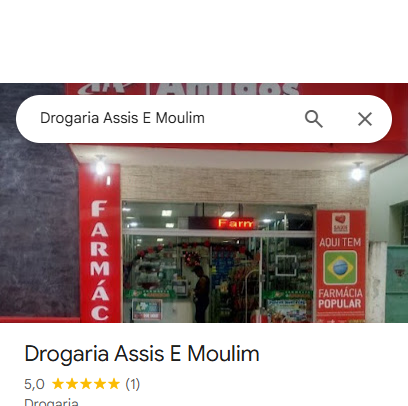 Amigos
Drogaria Assis E Moulim
Farm
FARMÁC
AQUI TEM
FARMÁCIA
POPULAR
Drogaria Assis E Moulim
5,0 (1)
Drogaria